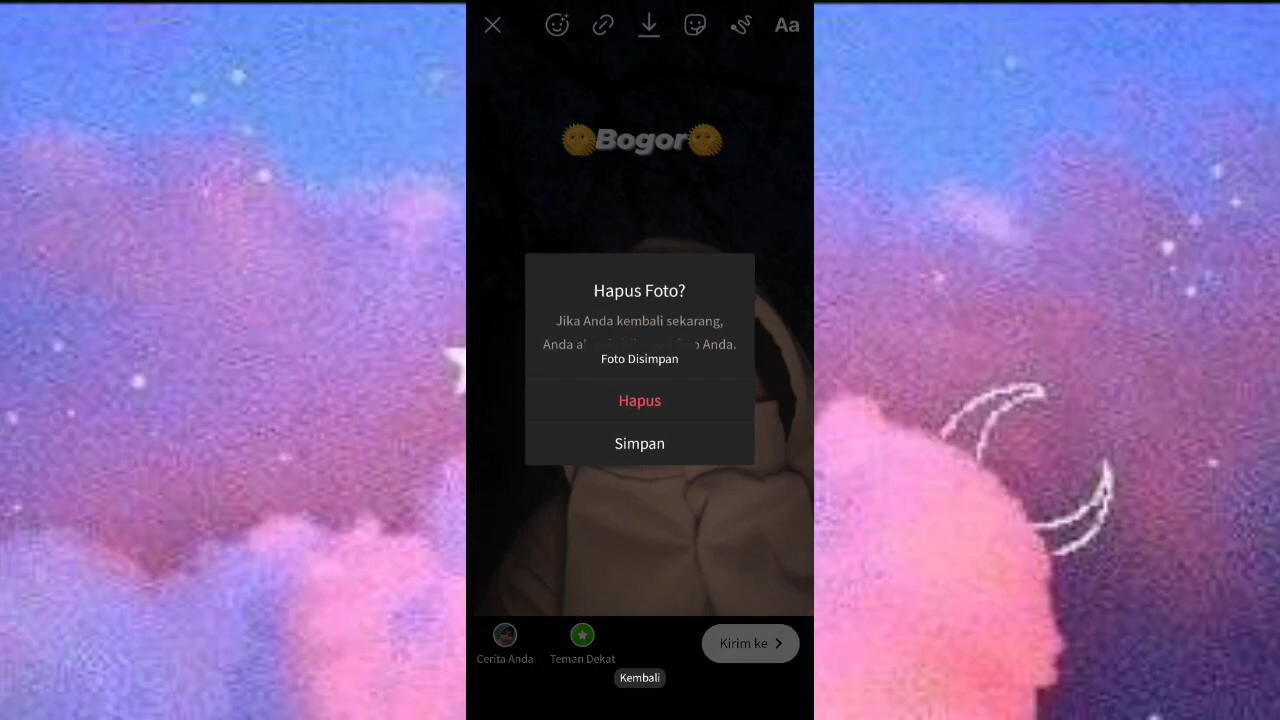 Aa
Bogor
Hapus Foto?
Jika Anda kembali sekarang,
Anda Anda.
Foto Disimpan
Hapus
Simpan
Cerita Anda
Teman Dekat
Kirim ke
Kembali